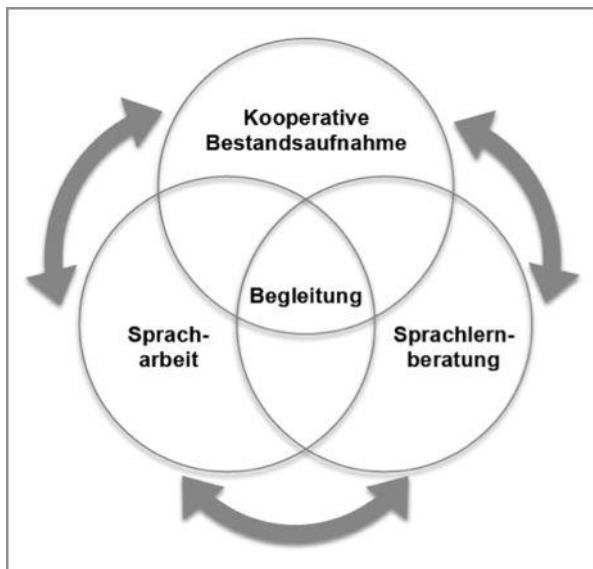 Kooperative
Bestandsaufnahme
Begleitung
Sprach-
arbeit
Sprachlern-
beratung